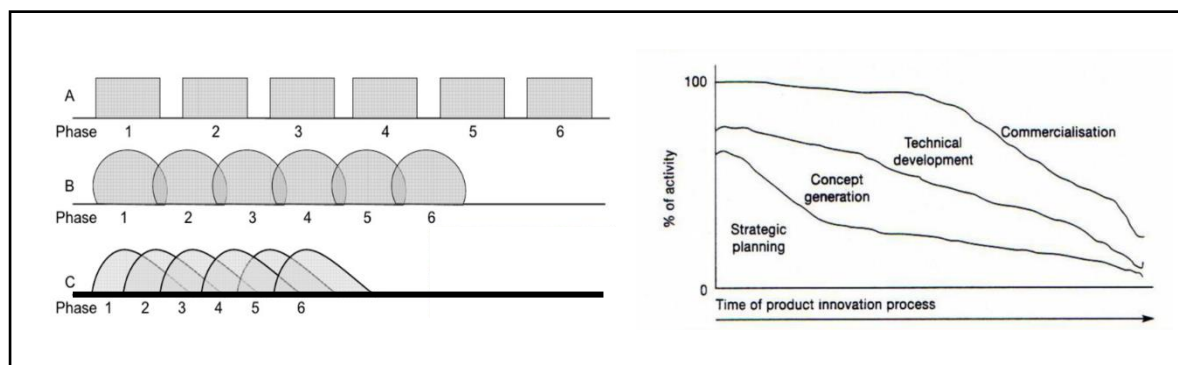 A
Phase 1 2 3 4 5 6
B
Phase 1 2 3 4 5 6
C
Phase 1 2 3 4 5 6
100
Commercialisation
Technical
development
Concept
generation
Strategic
planning
% of activity
0
Time of product innovation process